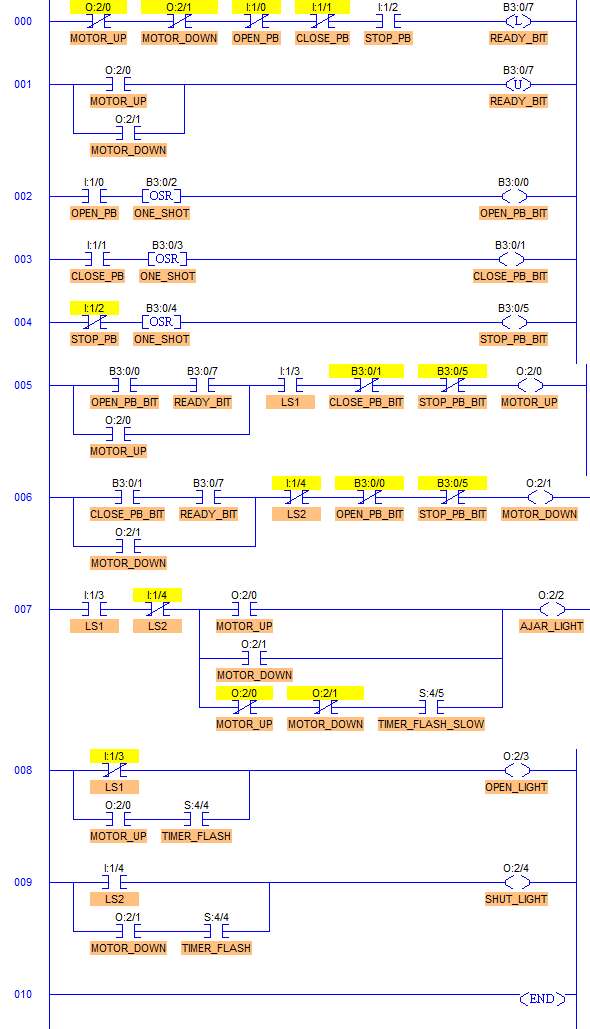 O:2/0 O:2/1 I:1/0 I:1/1 I:1/2 B3:0/7
000 L
MOTOR_UP MOTOR_DOWN OPEN_PB CLOSE_PB STOP_PB READY_BIT
O:2/0 B3:0/7
001 U
MOTOR_UP READY_BIT
O:2/1
MOTOR_DOWN
I:1/0 B3:0/2 B3:0/0
002 OSR
OPEN_PB ONE_SHOT OPEN_PB_BIT
I:1/1 B3:0/3 B3:0/1
003 OSR
CLOSE_PB ONE_SHOT CLOSE_PB_BIT
I:1/2 B3:0/4 B3:0/5
004 OSR
STOP_PB ONE_SHOT STOP_PB_BIT
B3:0/0 B3:0/7 I:1/3 B3:0/1 B3:0/5 O:2/0
005
OPEN_PB_BIT READY_BIT LS1 CLOSE_PB_BIT STOP_PB_BIT MOTOR_UP
O:2/0
MOTOR_UP
B3:0/1 B3:0/7 I:1/4 B3:0/0 B3:0/5 O:2/1
006
CLOSE_PB_BIT READY_BIT LS2 OPEN_PB_BIT STOP_PB_BIT MOTOR_DOWN
O:2/1
MOTOR_DOWN
I:1/3 I:1/4 O:2/0 O:2/2
007
LS1 LS2 MOTOR_UP AJAR_LIGHT
O:2/1
MOTOR_DOWN
O:2/0 O:2/1 S:4/5
MOTOR_UP MOTOR_DOWN TIMER_FLASH_SLOW
I:1/3 O:2/3
008
LS1 OPEN_LIGHT
O:2/0 S:4/4
MOTOR_UP TIMER_FLASH
I:1/4 O:2/4
009
LS2 SHUT_LIGHT
O:2/1 S:4/4
MOTOR_DOWN TIMER_FLASH
010 END